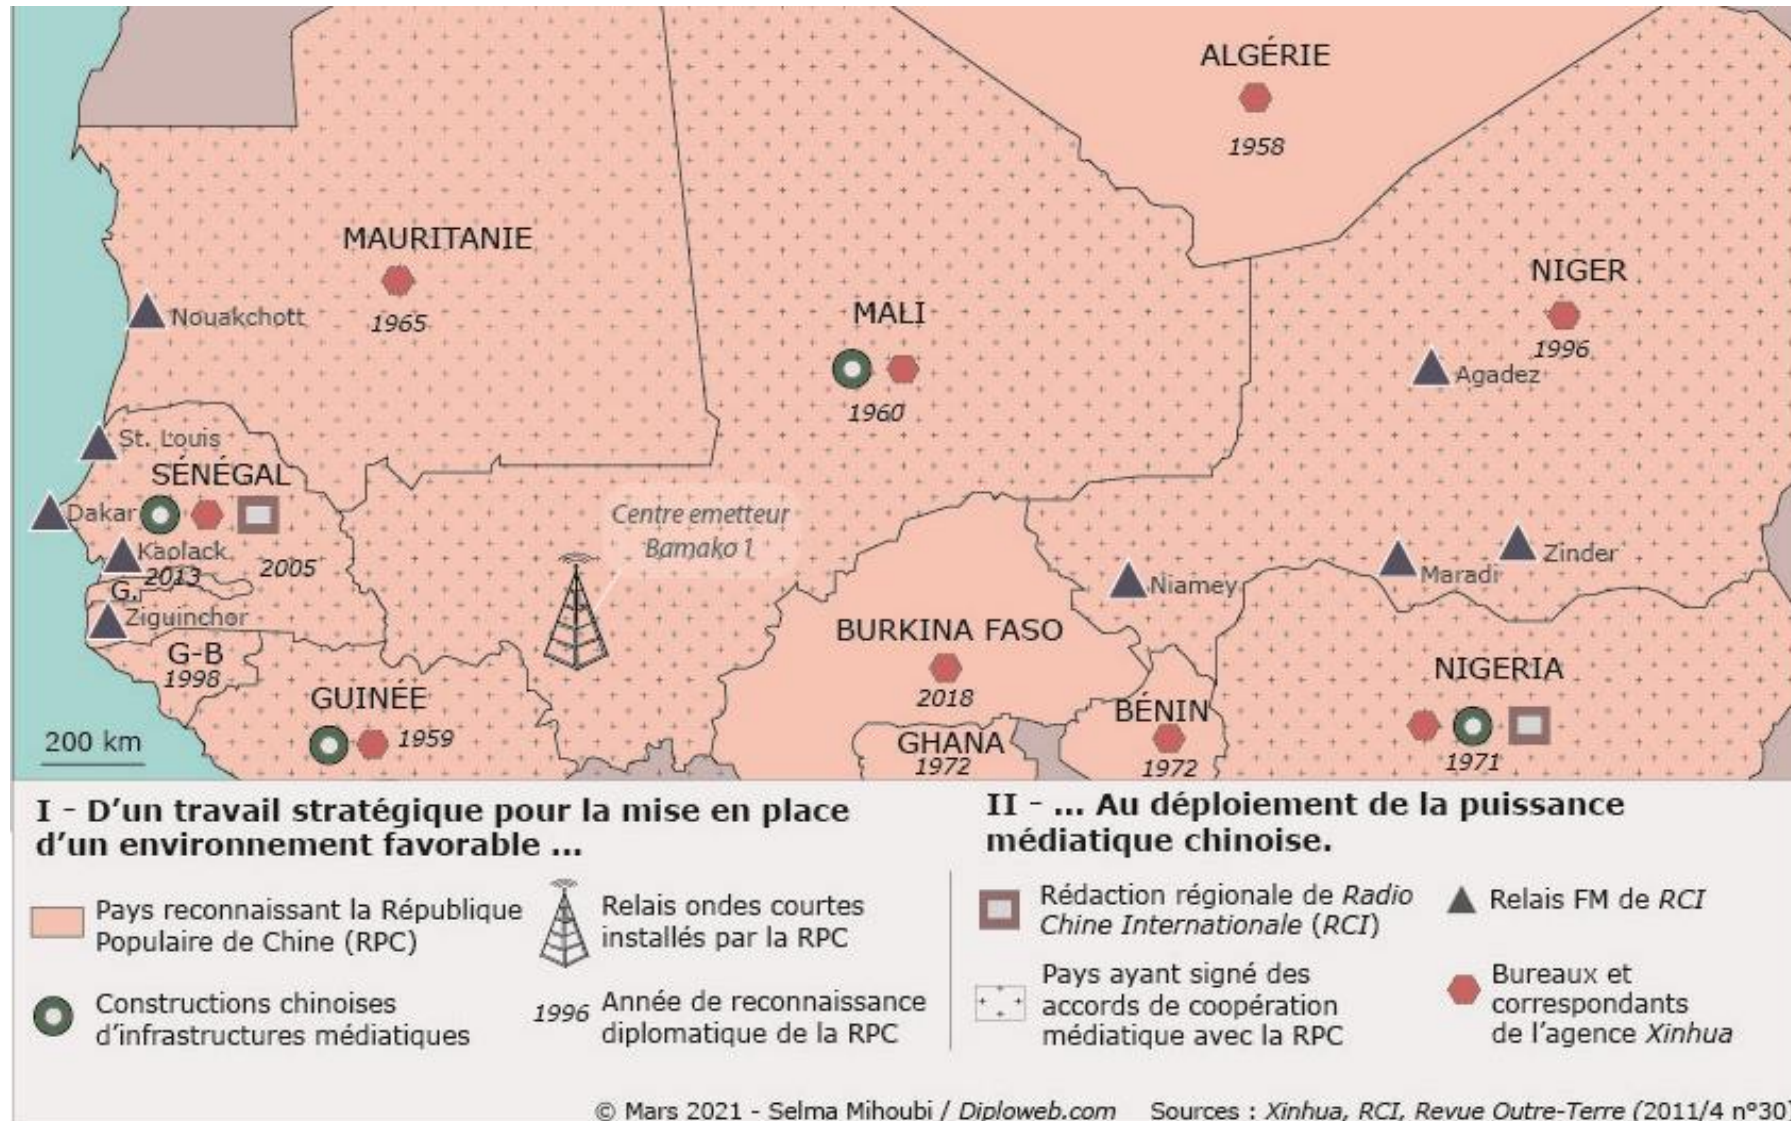 ALGÉRIE
1958
MAURITANIE
1965
Nouakchott
MALI
1960
NIGER
1996
Agadez
St. Louis
SÉNÉGAL
Dakar
Kaolack
2013
2005
G.
Ziguinchor
Centre emetteur
Bamako 1
Niamey
Maradi
Zinder
G-B
1998
GUINÉE
1959
BURKINA FASO
2018
GHANA
1972
BÉNIN
1972
NIGERIA
1971
200 km
I - D'un travail stratégique pour la mise en place
d'un environnement favorable ...
Pays reconnaissant la République
Populaire de Chine (RPC)
Constructions chinoises
d'infrastructures médiatiques
Relais ondes courtes
installés par la RPC
1996
Année de reconnaissance
diplomatique de la RPC
II - ... Au déploiement de la puissance
médiatique chinoise.
Rédaction régionale de Radio
Chine Internationale (RCI)
Pays ayant signé des
accords de coopération
médiatique avec la RPC
Relais FM de RCI
Bureaux et
correspondants
de l'agence Xinhua
© Mars 2021 - Selma Mihoubi / Diploweb.com Sources : Xinhua, RCI, Revue Outre-Terre (2011/4 n°30)